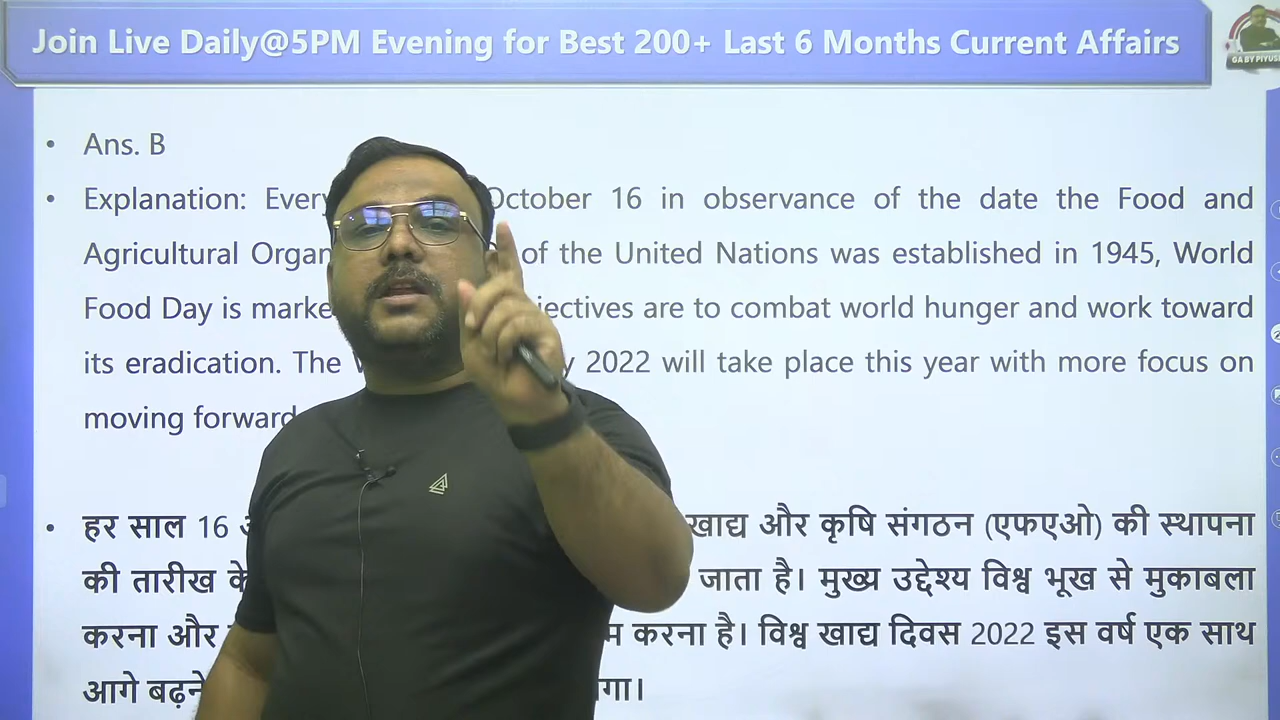 Join Live Daily@5PM Evening for Best 200+ Last 6 Months Current Affairs
GA BY PIYUSH
• Ans. B
• Explanation: Every October 16 in observance of the date the Food and
Agricultural Organ of the United Nations was established in 1945, World
Food Day is marke jectives are to combat world hunger and work toward
its eradication. The 2022 will take place this year with more focus on
moving forward
• हर साल 16 खाद्य और कृषि संगठन (एफएओ) की स्थापना
की तारीख के जाता है। मुख्य उद्देश्य विश्व भूख से मुकाबला
करना और करना है। विश्व खाद्य दिवस 2022 इस वर्ष एक साथ
आगे बढ़ने गा।